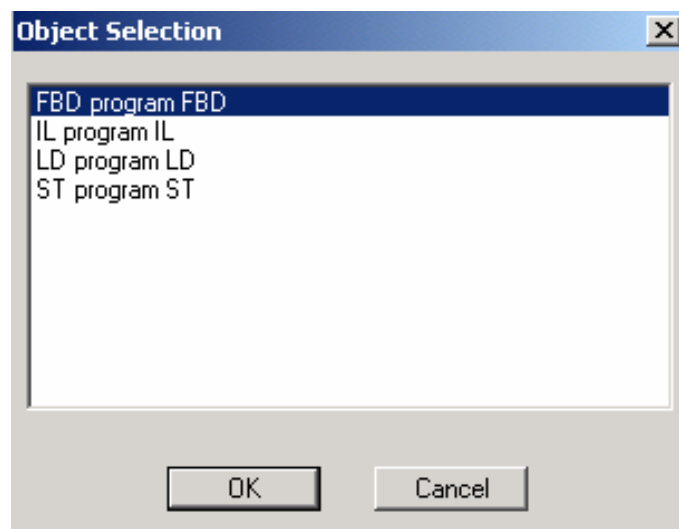 Object Selection
FBD program FBD
IL program IL
LD program LD
ST program ST
OK Cancel